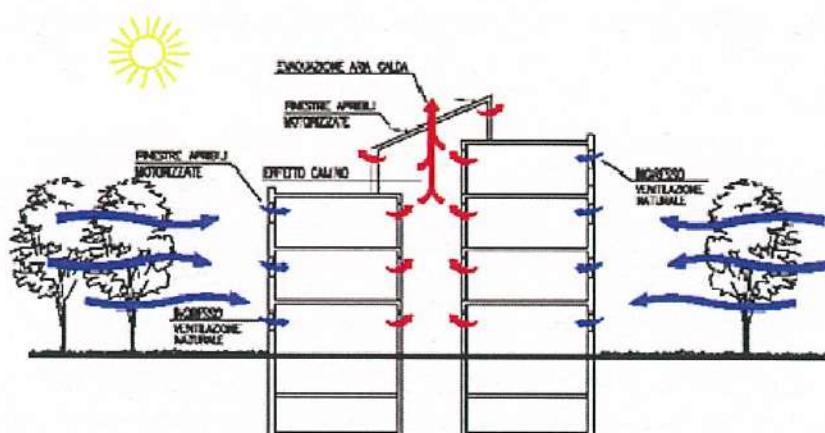 EVACUAZIONE ARIA CALDA
FINESTRE APRIBILI
MOTORIZZATE
FINESTRE APRIBILI
MOTORIZZATE
EFFETTO CAMINO
INGRESSO
VENTILAZIONE
NATURALE
INGRESSO
VENTILAZIONE
NATURALE